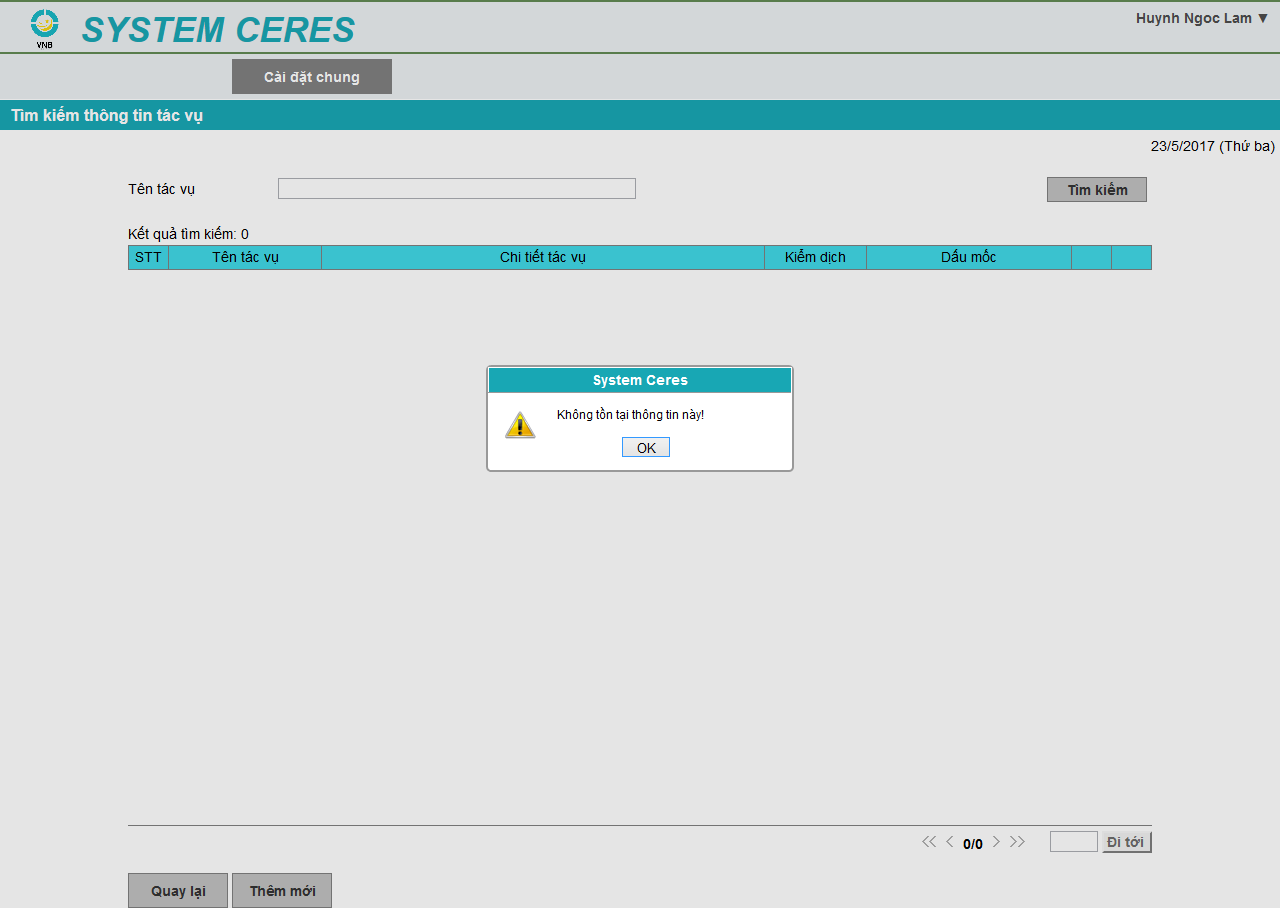 VNB
SYSTEM CERES
Huynh Ngoc Lam ▼
Cài đặt chung
Tìm kiếm thông tin tác vụ
23/5/2017 (Thứ ba)
Tên tác vụ
Tìm kiếm
Kết quả tìm kiếm: 0
STT Tên tác vụ Chi tiết tác vụ Kiểm dịch Dấu mốc
System Ceres
Không tồn tại thông tin này!
OK
0/0 Đi tới
Quay lại Thêm mới